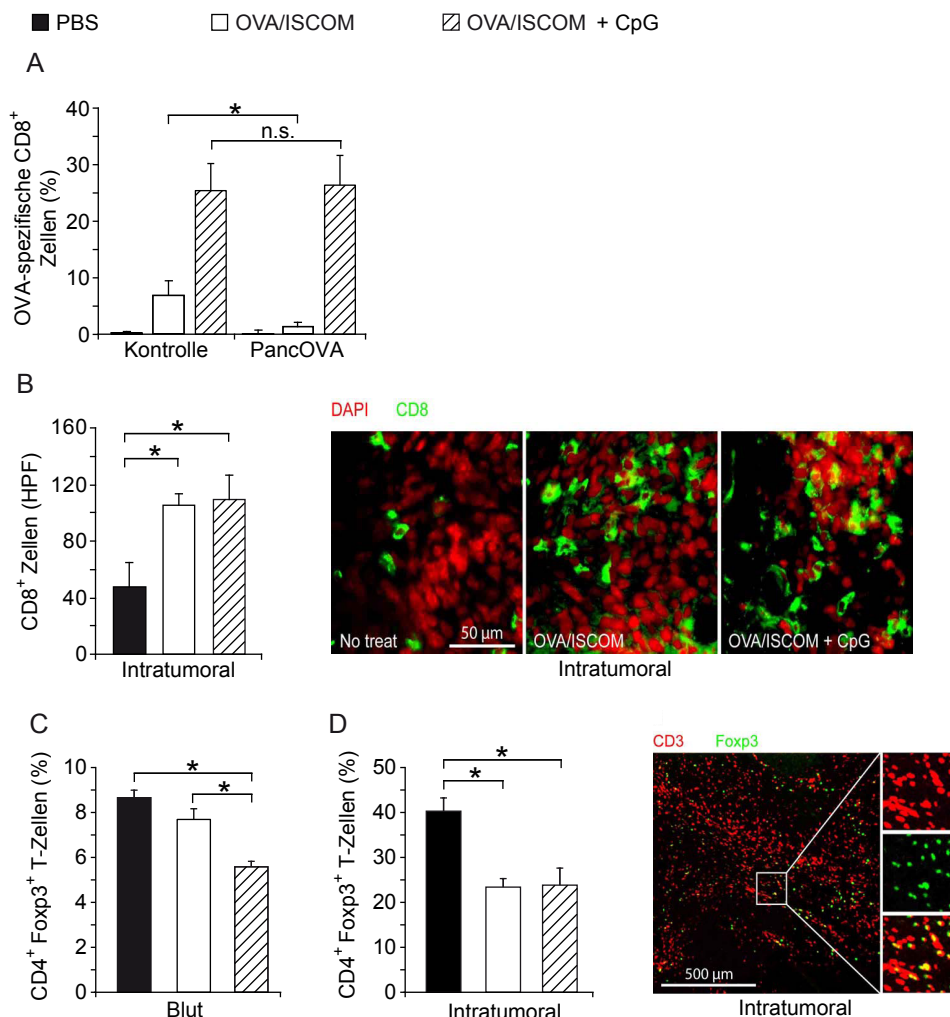 PBS OVA/ISCOM OVA/ISCOM + CpG
A
OVA-spezifische CD8+
Zellen (%)
40
30
20
10
0
*
n.s.
Kontrolle PancOVA
B
CD8+ Zellen (HPF)
160
120
80
40
0
*
*
Intratumoral
DAPI CD8
No treat
50 µm
OVA/ISCOM
OVA/ISCOM + CpG
Intratumoral
C
CD4+ Foxp3+ T-Zellen (%)
10
8
6
4
2
0
*
*
Blut
D
CD4+ Foxp3+ T-Zellen (%)
50
40
30
20
10
0
*
*
Intratumoral
CD3 Foxp3
500 µm
Intratumoral